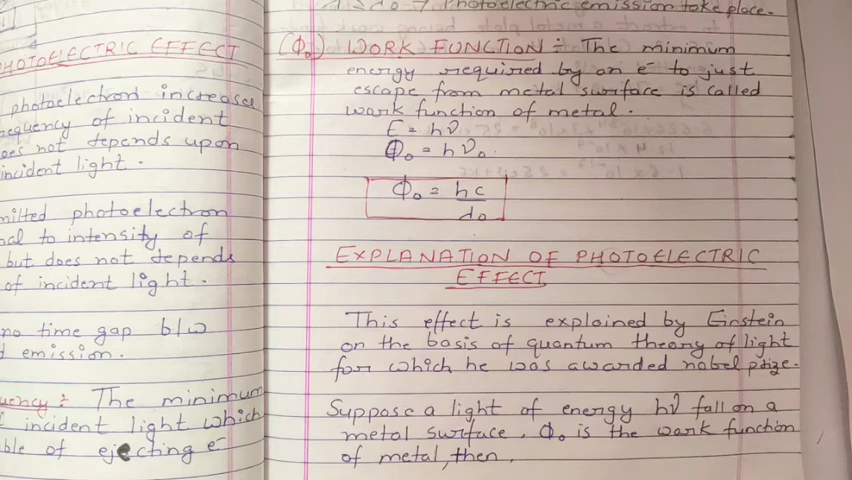 PHOTOELECTRIC EFFECT
photoelectron increases
frequency of incident
does not depends upon
incident light.
emitted photoelectron
to intensity of
but does not depends
of incident light.
no time gap b/w
emission.
The minimum
incident light which
of ejecting e⁻
Photoelectric emission take place.
(Φ₀) WORK FUNCTION :- The minimum
energy required by an e⁻ to just
escape from metal surface is called
work function of metal.
E = hν
Φ₀ = hν₀.
Φ₀ = hc
d₀
EXPLANATION OF PHOTOELECTRIC
EFFECT
This effect is explained by Einstein
on the basis of quantum theory of light
for which he was awarded nobel prize.
Suppose a light of energy hν fall on a
metal surface. Φ₀ is the work function
of metal, then,